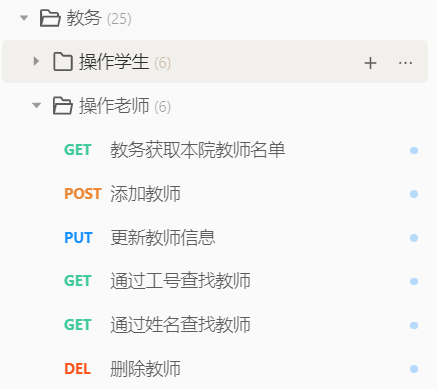 教务 (25)
操作学生 (6)
操作老师 (6)
GET 教务获取本院教师名单
POST 添加教师
PUT 更新教师信息
GET 通过工号查找教师
GET 通过姓名查找教师
DEL 删除教师